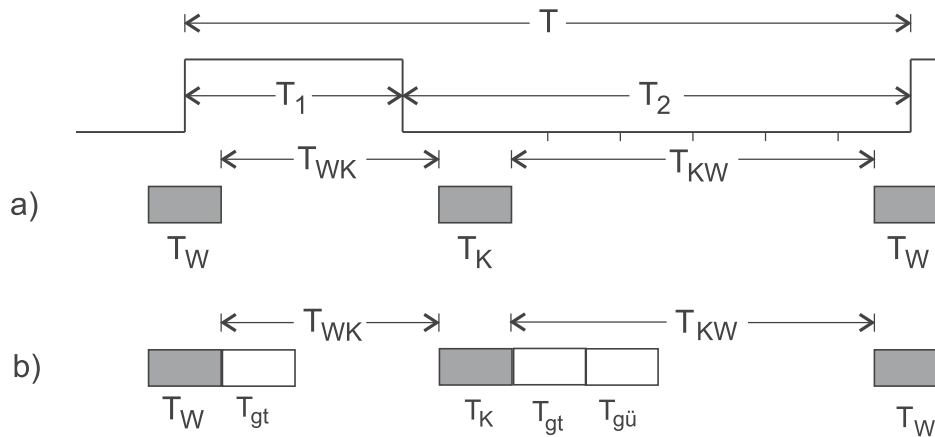 T
T1 T2
TWK TKW
a)
TW TK TW
TWK TKW
b)
TW Tgt TK Tgt Tgü TW